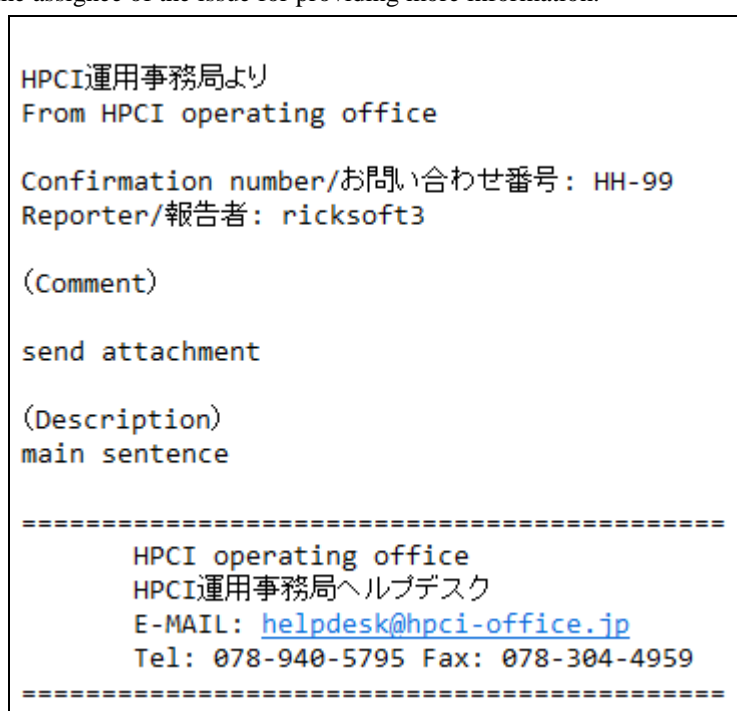 the assignee of the issue for providing more information.
HPCI運用事務局より
From HPCI operating office
Confirmation number/お問い合わせ番号: HH-99
Reporter/報告者: ricksoft3
(Comment)
send attachment
(Description)
main sentence
============================================
HPCI operating office
HPCI運用事務局ヘルプデスク
E-MAIL: helpdesk@hpci-office.jp
Tel: 078-940-5795 Fax: 078-304-4959
============================================